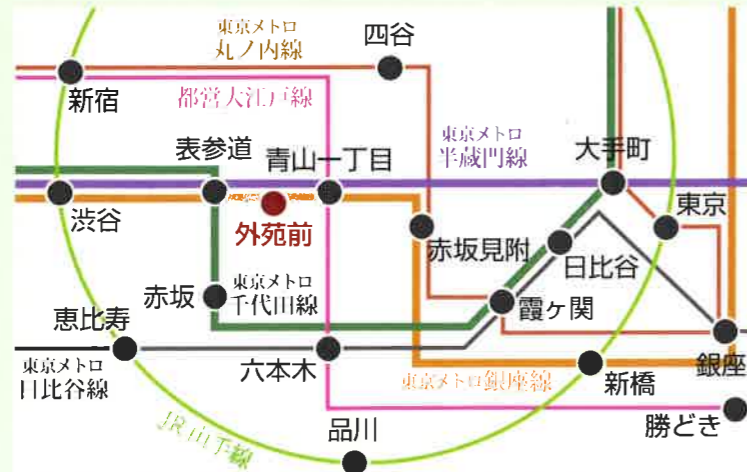 東京メトロ
丸ノ内線
四谷
新宿
都営大江戸線
表参道
青山一丁目
東京メトロ
半蔵門線
大手町
渋谷
外苑前
赤坂見附
東京
日比谷
赤坂
東京メトロ
千代田線
霞ヶ関
恵比寿
東京メトロ
日比谷線
六本木
東京メトロ銀座線
新橋
銀座
JR山手線
品川
勝どき